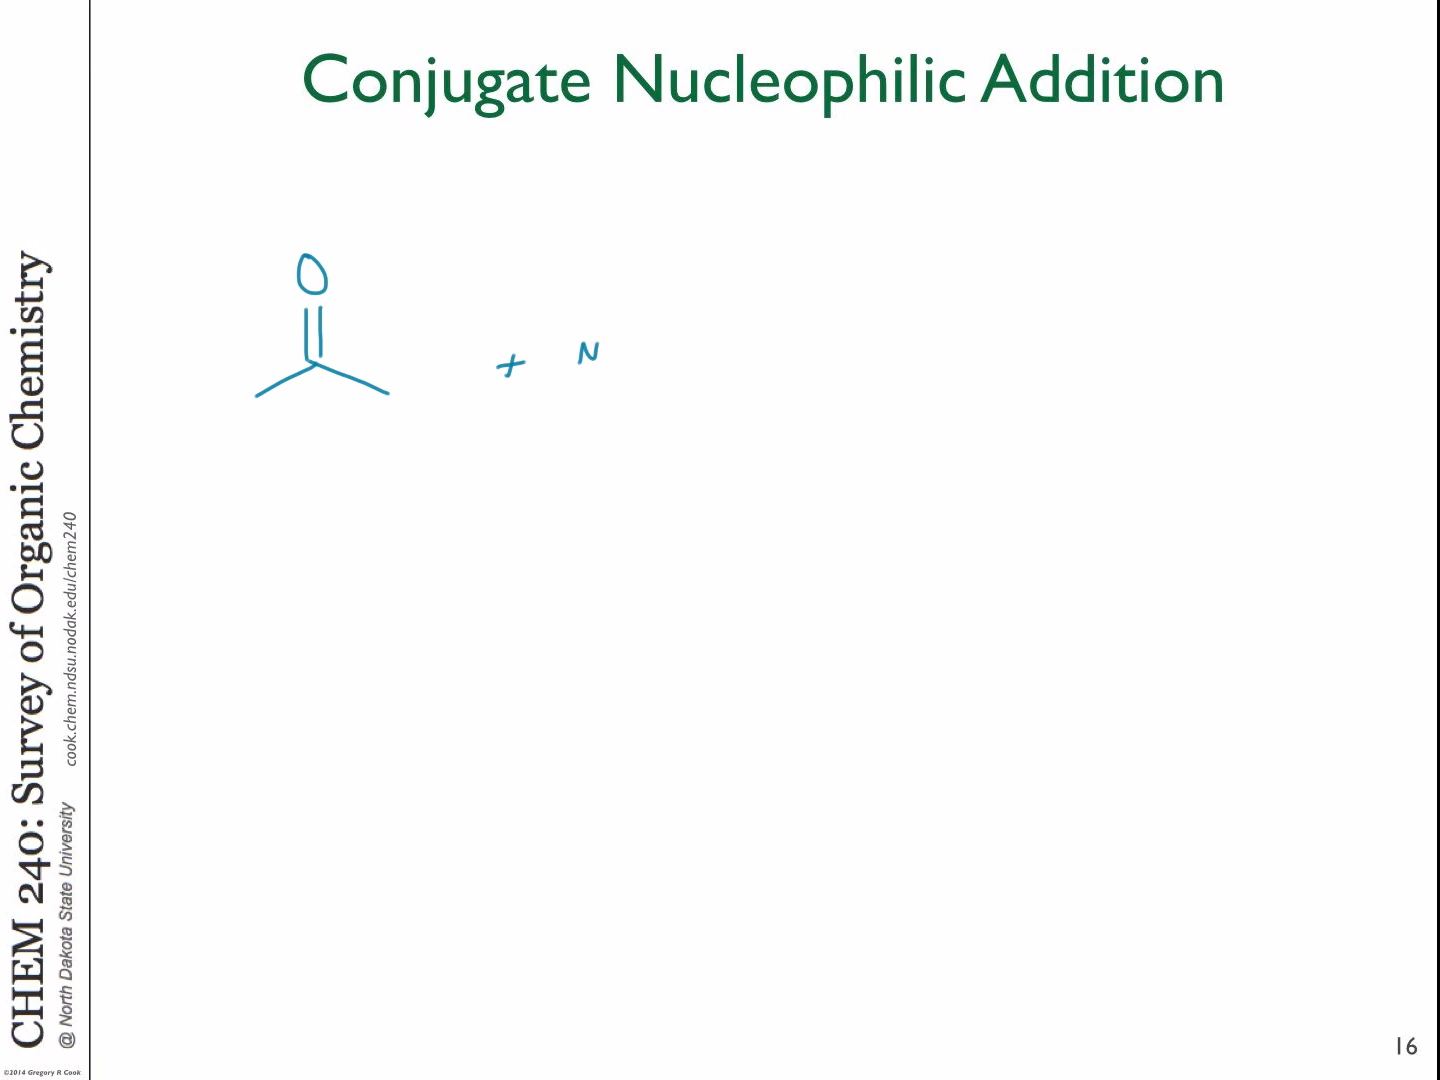 Conjugate Nucleophilic Addition
O
+ N
CHEM 240: Survey of Organic Chemistry
@ North Dakota State University cook.chem.ndsu.nodak.edu/chem240
©2014 Gregory R Cook
16